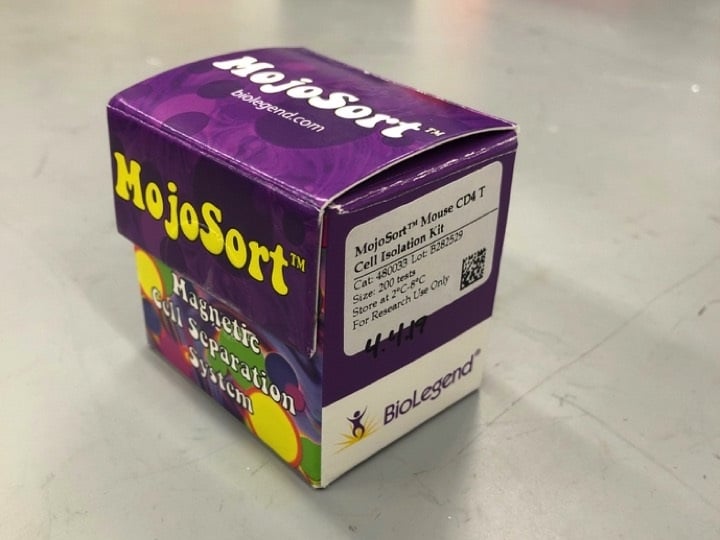 MojoSort™
biolegend.com
MojoSort™
Magnetic
Cell Separation
System
MojoSort™ Mouse CD4 T
Cell Isolation Kit
Cat: 480033 Lot: B282529
Size: 200 tests
Store at 2°C-8°C
For Research Use Only
4.4.19
BioLegend®